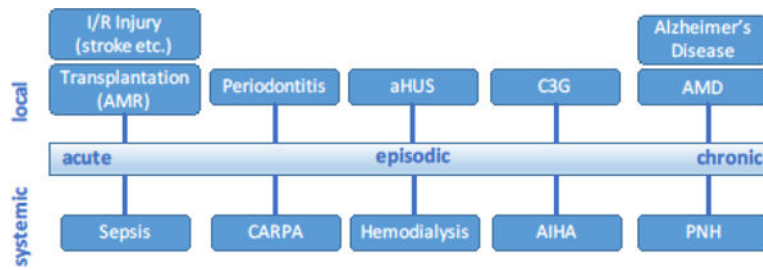 I/R Injury
(stroke etc.)
Alzheimer's
Disease
local
Transplantation
(AMR)
Periodontitis
aHUS
C3G
AMD
acute
episodic
chronic
systemic
Sepsis
CARPA
Hemodialysis
AIHA
PNH